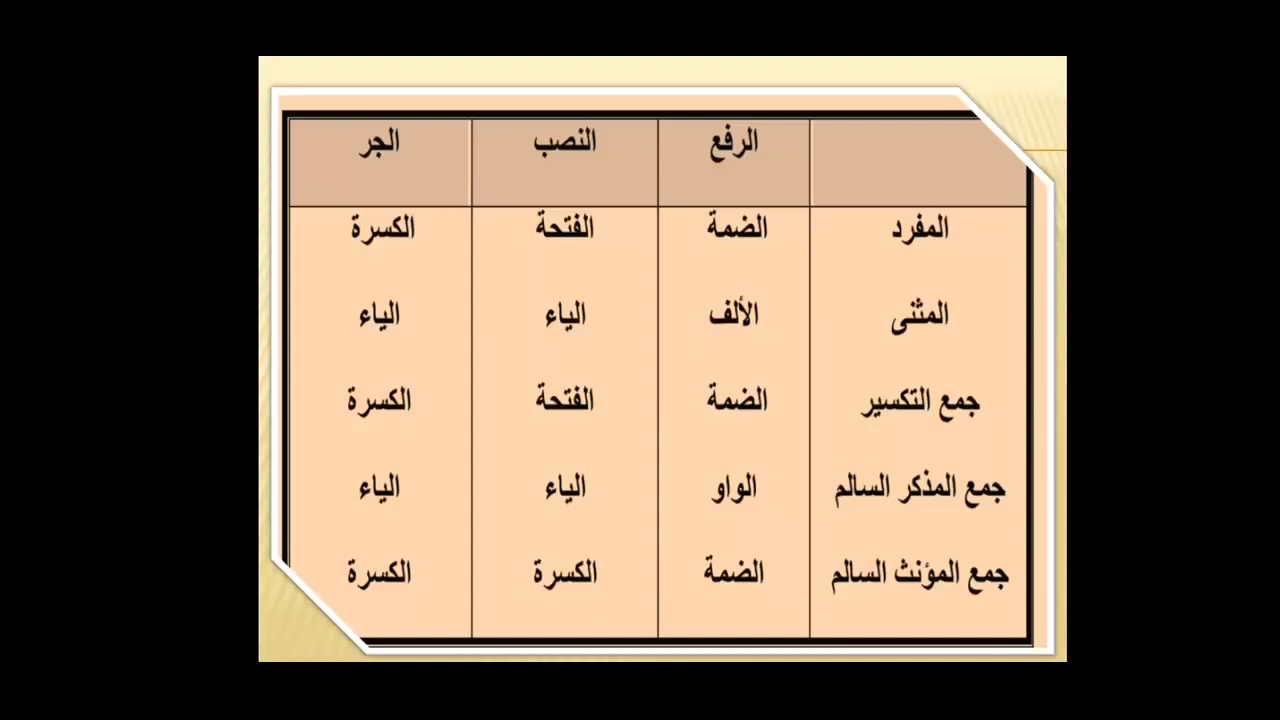 الرفع النصب الجر
المفرد الضمة الفتحة الكسرة
المثنى الألف الياء الياء
جمع التكسير الضمة الفتحة الكسرة
جمع المذكر السالم الواو الياء الياء
جمع المؤنث السالم الضمة الكسرة الكسرة